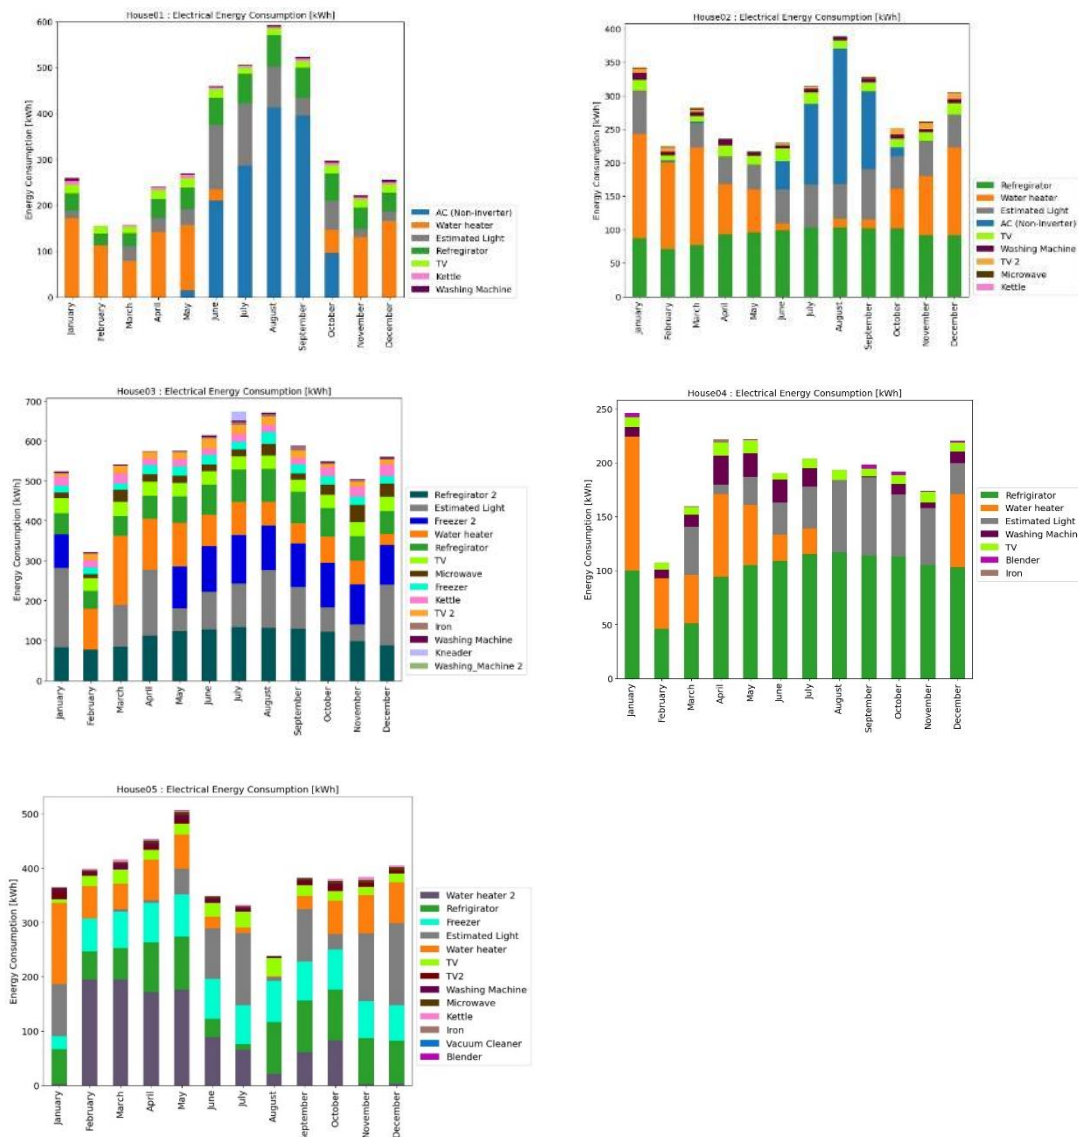 House01 : Electrical Energy Consumption [kWh]
Energy Consumption [kWh]
600
500
400
300
200
100
0
January
February
March
April
May
June
July
August
September
October
November
December
AC (Non-inverter)
Water heater
Estimated Light
Refregirator
TV
Kettle
Washing Machine
House02 : Electrical Energy Consumption [kWh]
Energy Consumption [kWh]
400
350
300
250
200
150
100
50
0
January
February
March
April
May
June
July
August
September
October
November
December
Refregirator
Water heater
Estimated Light
AC (Non-inverter)
TV
Washing Machine
TV 2
Microwave
Kettle
House03 : Electrical Energy Consumption [kWh]
Energy Consumption [kWh]
700
600
500
400
300
200
100
0
January
February
March
April
May
June
July
August
September
October
November
December
Refregirator 2
Estimated Light
Freezer 2
Water heater
Refregirator
TV
Microwave
Freezer
Kettle
TV 2
Iron
Washing Machine
Kneader
Washing_Machine 2
House04 : Electrical Energy Consumption [kWh]
Energy Consumption [kWh]
250
200
150
100
50
0
January
February
March
April
May
June
July
August
September
October
November
December
Refrigirator
Water heater
Estimated Light
Washing Machin
TV
Blender
Iron
House05 : Electrical Energy Consumption [kWh]
Energy Consumption [kWh]
500
400
300
200
100
0
January
February
March
April
May
June
July
August
September
October
November
December
Water heater 2
Refrigirator
Freezer
Estimated Light
Water heater
TV
TV2
Washing Machine
Microwave
Kettle
Iron
Vacuum Cleaner
Blender